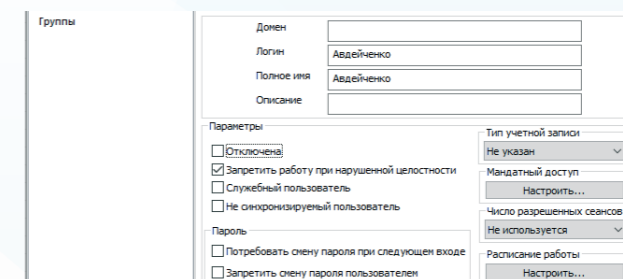 Группы
Домен
Логин Авдейченко
Полное имя Авдейченко
Описание
Параметры
Отключена
Запретить работу при нарушенной целостности
Служебный пользователь
Не синхронизируемый пользователь
Пароль
Потребовать смену пароля при следующем входе
Запретить смену пароля пользователем
Тип учетной записи
Не указан
Мандатный доступ
Настроить...
Число разрешенных сеансов
Не используется
Расписание работы
Настроить...